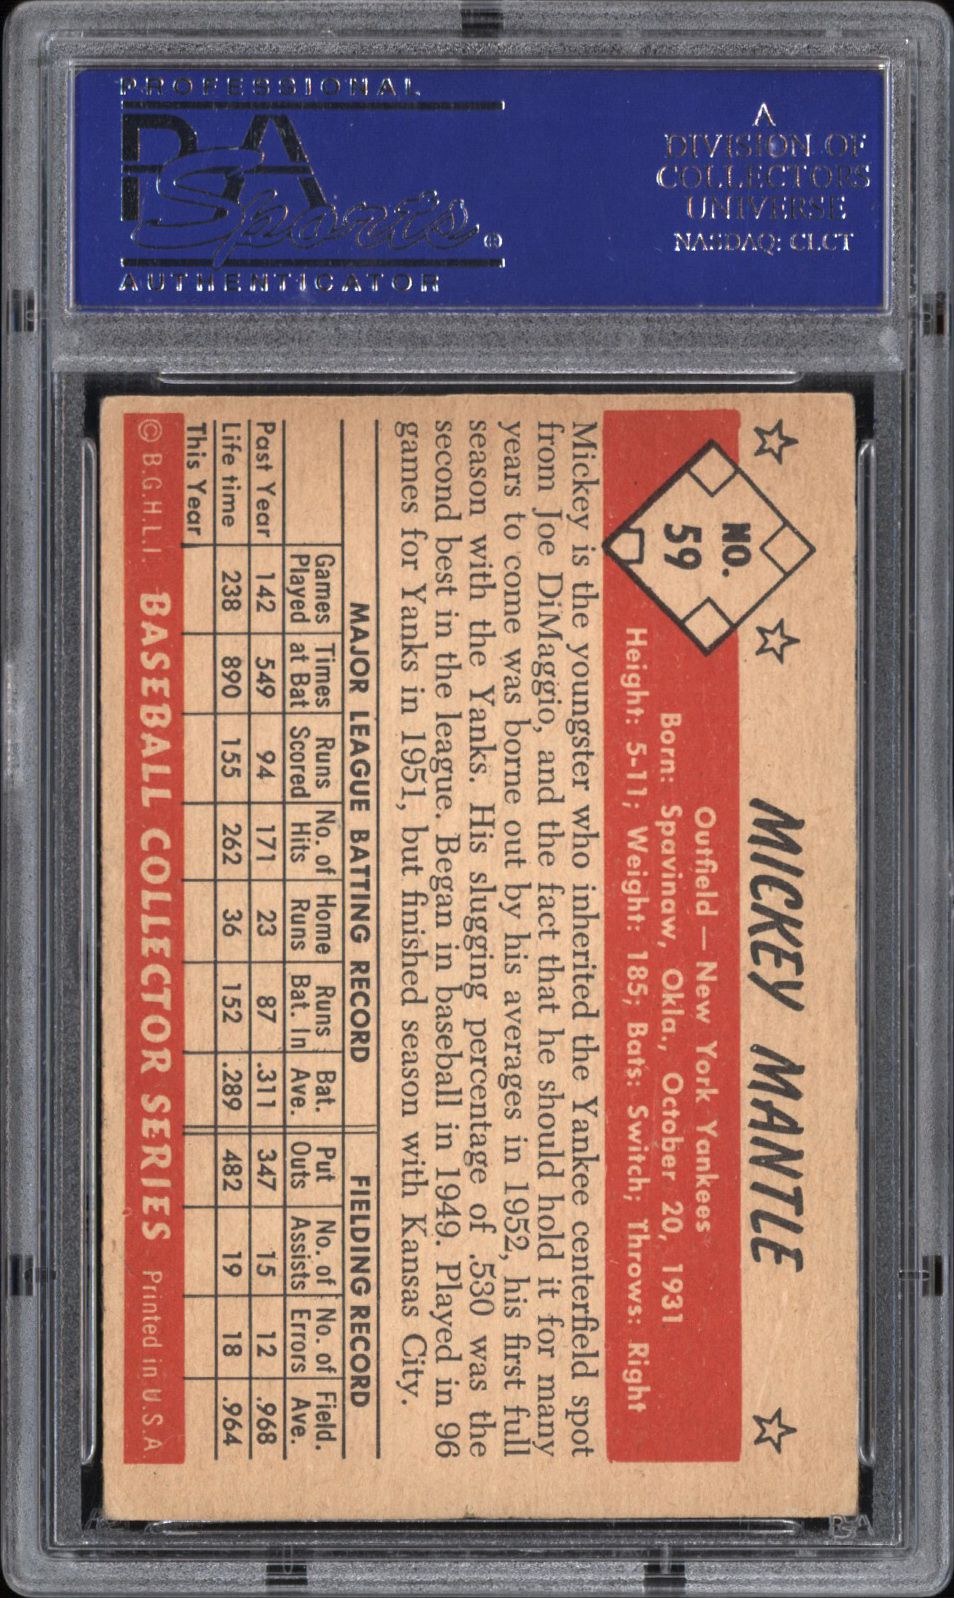 PROFESSIONAL
PSA
Sports®
AUTHENTICATOR
A
DIVISION OF
COLLECTORS
UNIVERSE
NASDAQ: CLCT
MICKEY MANTLE
NO.
59
Outfield — New York Yankees
Born: Spavinaw, Okla., October 20, 1931
Height: 5-11; Weight: 185; Bats: Switch; Throws: Right
Mickey is the youngster who inherited the Yankee centerfield spot
from Joe DiMaggio, and the fact that he should hold it for many
years to come was borne out by his averages in 1952, his first full
season with the Yanks. His slugging percentage of .530 was the
second best in the league. Began in baseball in 1949. Played in 96
games for Yanks in 1951, but finished season with Kansas City.
MAJOR LEAGUE BATTING RECORD FIELDING RECORD
Games Times Runs No. of Home Runs Bat. Put No. of No. of Field.
Played at Bat Scored Hits Runs Bat. In Ave. Outs Assists Errors Ave.
Past Year 142 549 94 171 23 87 .311 347 15 12 .968
Life time 238 890 155 262 36 152 .289 482 19 18 .964
This Year
© B.G.H.L.I. BASEBALL COLLECTOR SERIES Printed in U.S.A
PSA